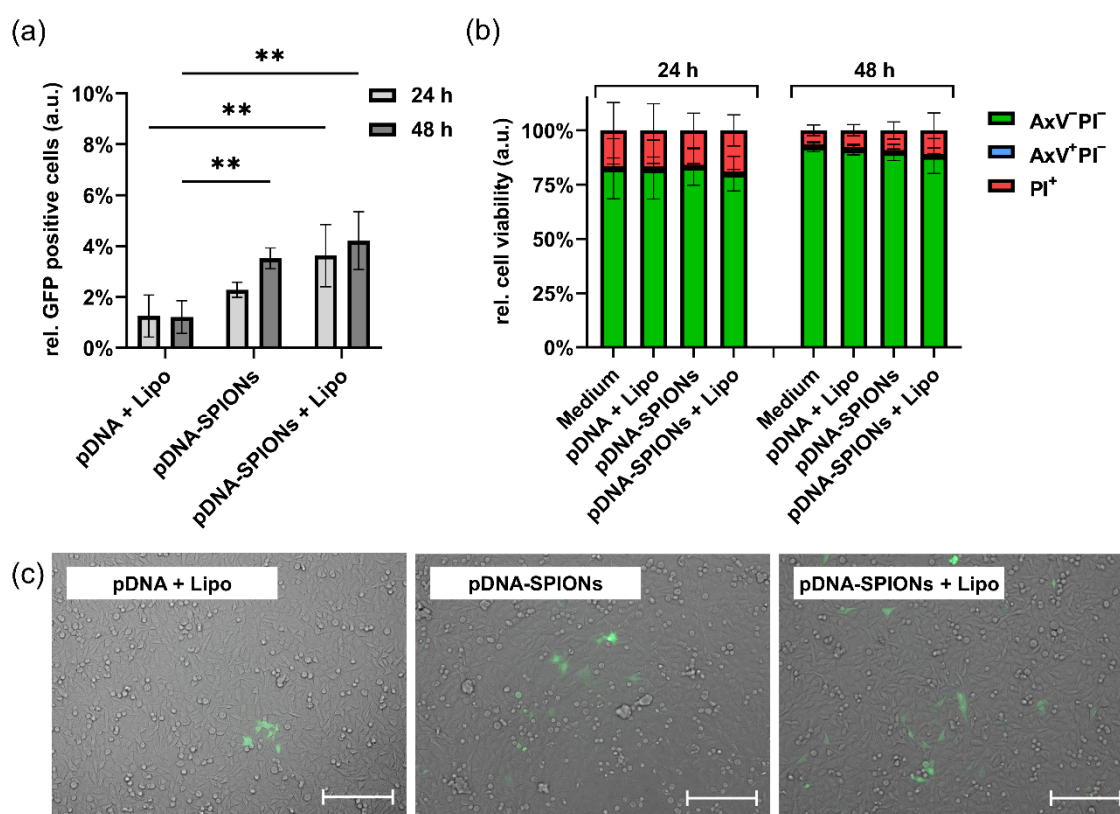 (a)
rel. GFP positive cells (a.u.)
10%
8%
6%
4%
2%
0%
**
**
**
24 h
48 h
pDNA + Lipo
pDNA-SPIONs
pDNA-SPIONs + Lipo
(b)
rel. cell viability (a.u.)
24 h
48 h
100%
75%
50%
25%
0%
Medium
pDNA + Lipo
pDNA-SPIONs
pDNA-SPIONs + Lipo
Medium
pDNA + Lipo
pDNA-SPIONs
pDNA-SPIONs + Lipo
AxV⁻PI⁻
AxV⁺PI⁻
PI⁺
(c)
pDNA + Lipo
pDNA-SPIONs
pDNA-SPIONs + Lipo